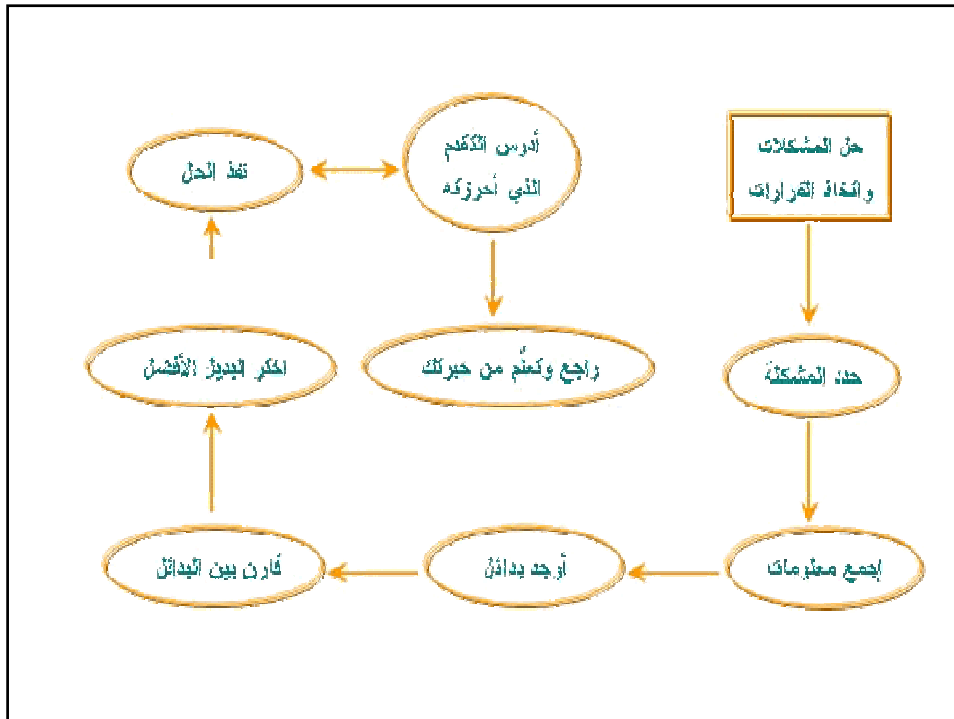 حل المشكلات
واتخاذ القرارات
حدد المشكلة
إجمع معلومات
أوجد بدائل
قارن بين البدائل
اختر البديل الأفضل
نفذ الحل
أدرس التقدم
الذي أحرزته
راجع وتعلَّم من خبرتك